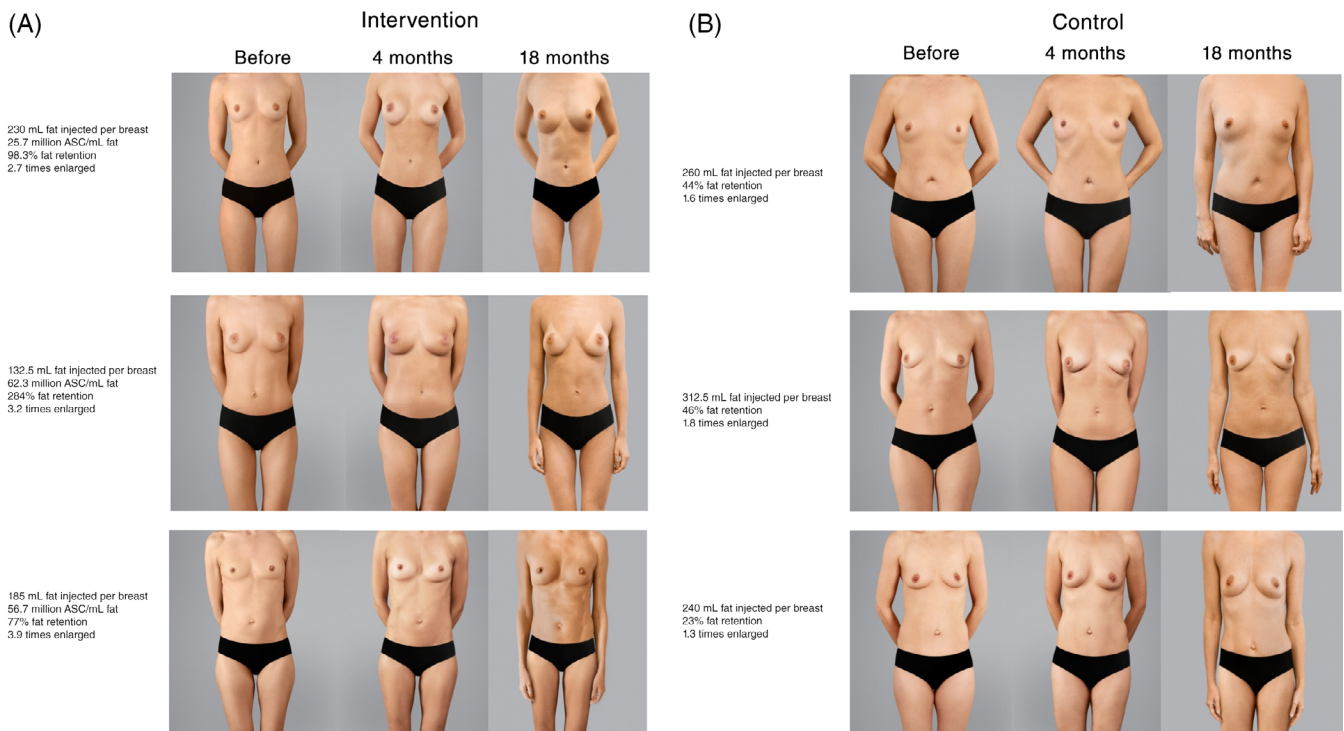 (A)
Intervention
Before 4 months 18 months
230 mL fat injected per breast
25.7 million ASC/mL fat
98.3% fat retention
2.7 times enlarged
132.5 mL fat injected per breast
62.3 million ASC/mL fat
284% fat retention
3.2 times enlarged
185 mL fat injected per breast
56.7 million ASC/mL fat
77% fat retention
3.9 times enlarged
(B)
Control
Before 4 months 18 months
260 mL fat injected per breast
44% fat retention
1.6 times enlarged
312.5 mL fat injected per breast
46% fat retention
1.8 times enlarged
240 mL fat injected per breast
23% fat retention
1.3 times enlarged